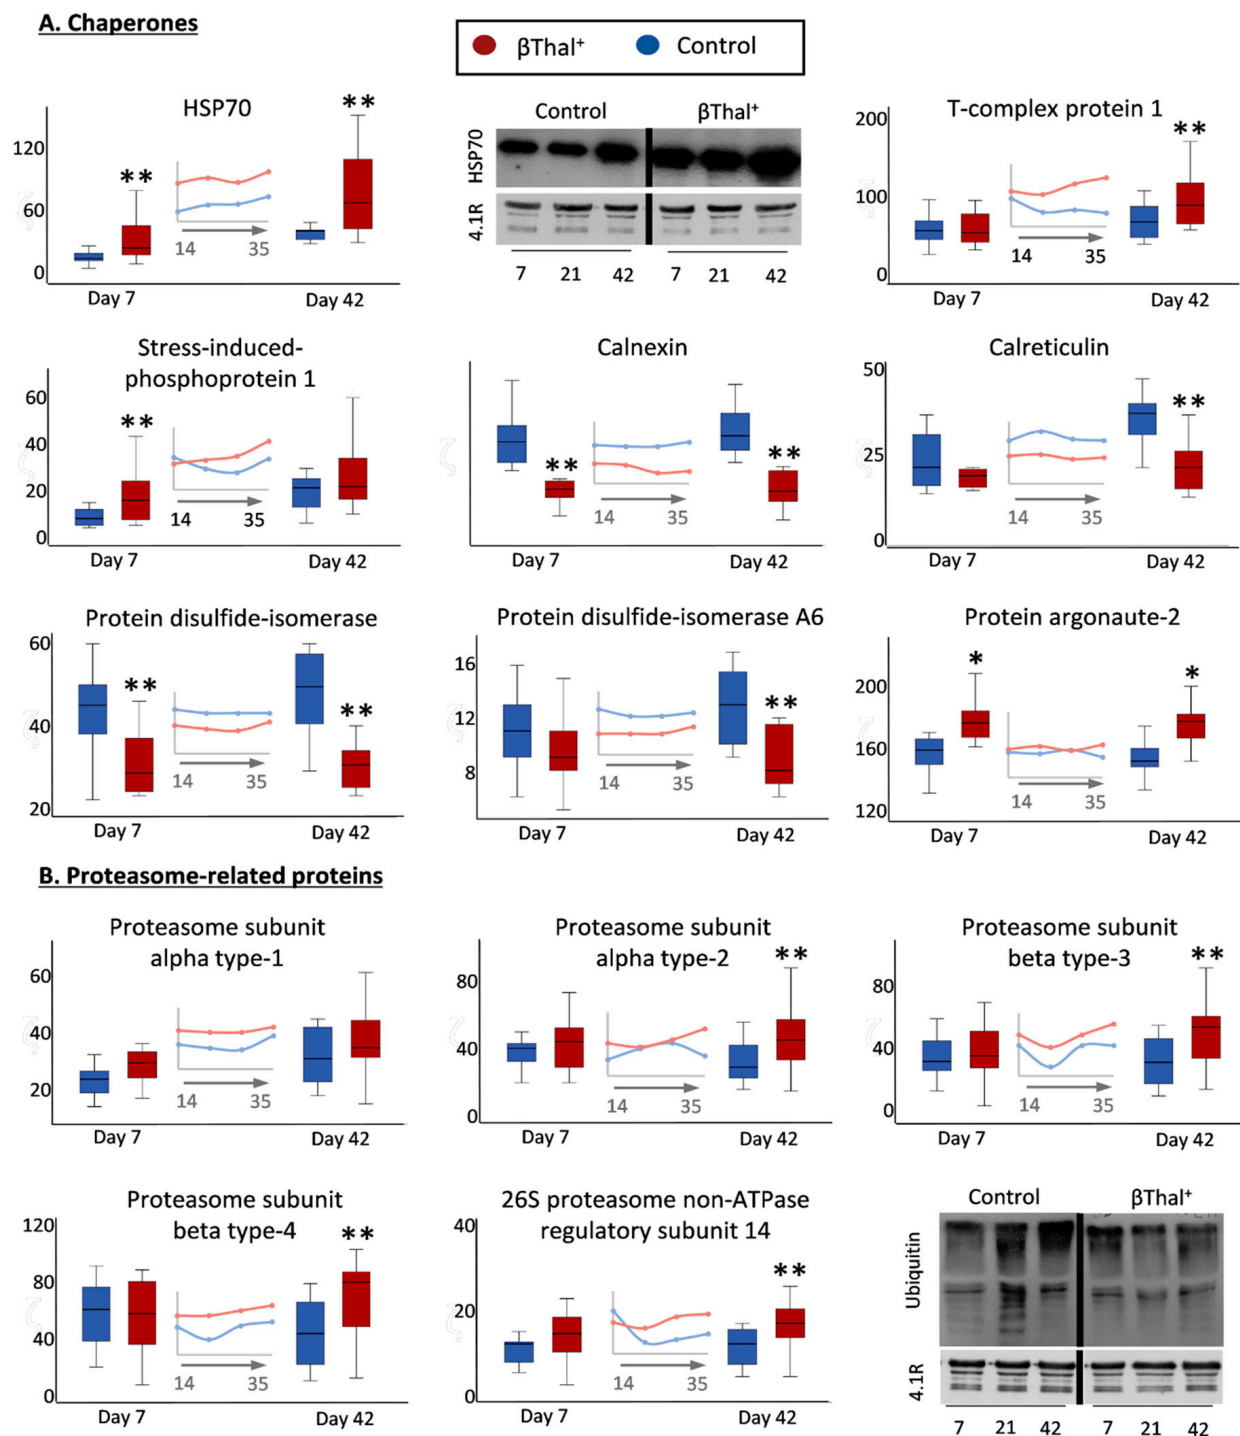 A. Chaperones
βThal⁺ Control
HSP70
120
60
0
**
**
14 35
Day 7 Day 42
Control βThal⁺
HSP70
4.1R
7 21 42 7 21 42
T-complex protein 1
200
100
0
**
14 35
Day 7 Day 42
Stress-induced-
phosphoprotein 1
60
40
20
0
**
14 35
Day 7 Day 42
Calnexin
**
**
14 35
Day 7 Day 42
Calreticulin
50
25
0
**
14 35
Day 7 Day 42
Protein disulfide-isomerase
60
40
20
**
**
14 35
Day 7 Day 42
Protein disulfide-isomerase A6
16
12
8
**
14 35
Day 7 Day 42
Protein argonaute-2
200
160
120
*
*
14 35
Day 7 Day 42
B. Proteasome-related proteins
Proteasome subunit
alpha type-1
60
40
20
14 35
Day 7 Day 42
Proteasome subunit
alpha type-2
80
40
0
**
14 35
Day 7 Day 42
Proteasome subunit
beta type-3
80
40
0
**
14 35
Day 7 Day 42
Proteasome subunit
beta type-4
120
80
40
0
**
14 35
Day 7 Day 42
26S proteasome non-ATPase
regulatory subunit 14
40
20
0
**
14 35
Day 7 Day 42
Control βThal⁺
Ubiquitin
4.1R
7 21 42 7 21 42